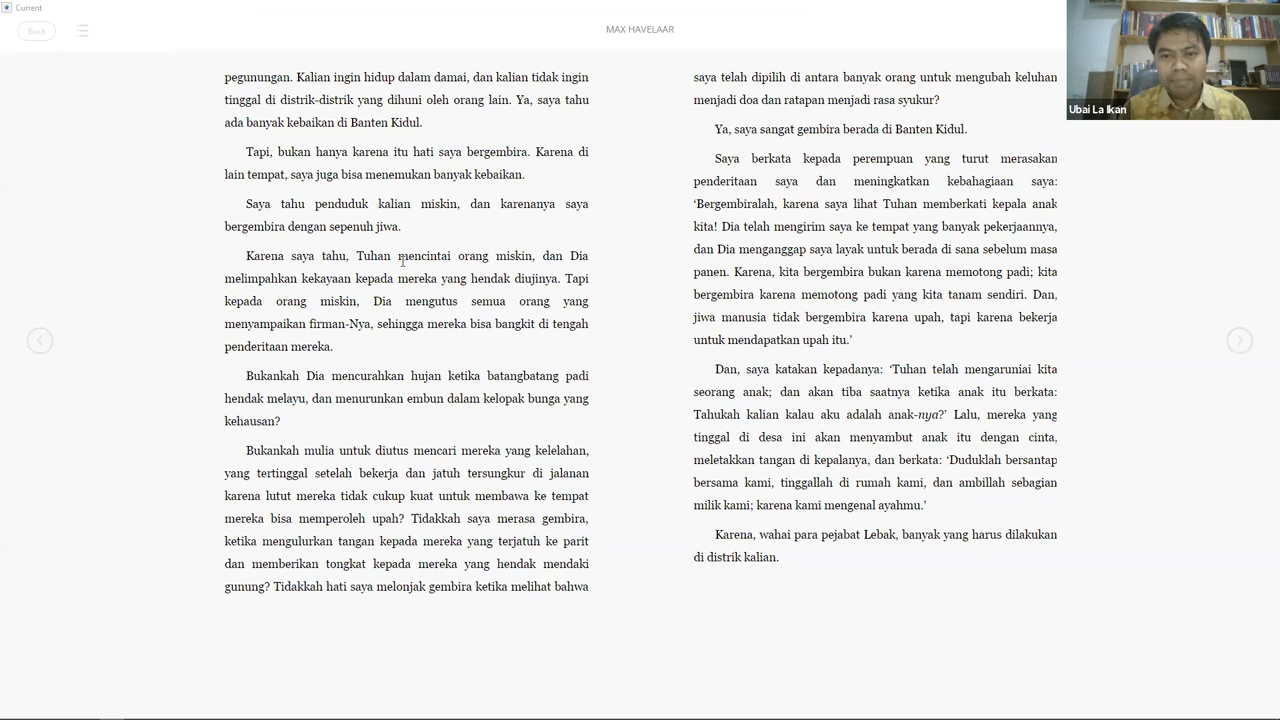 Current
Back
MAX HAVELAAR
pegunungan. Kalian ingin hidup dalam damai, dan kalian tidak ingin
tinggal di distrik-distrik yang dihuni oleh orang lain. Ya, saya tahu
ada banyak kebaikan di Banten Kidul.
Tapi, bukan hanya karena itu hati saya bergembira. Karena di
lain tempat, saya juga bisa menemukan banyak kebaikan.
Saya tahu penduduk kalian miskin, dan karenanya saya
bergembira dengan sepenuh jiwa.
Karena saya tahu, Tuhan mencintai orang miskin, dan Dia
melimpahkan kekayaan kepada mereka yang hendak diujinya. Tapi
kepada orang miskin, Dia mengutus semua orang yang
menyampaikan firman-Nya, sehingga mereka bisa bangkit di tengah
penderitaan mereka.
Bukankah Dia mencurahkan hujan ketika batangbatang padi
hendak melayu, dan menurunkan embun dalam kelopak bunga yang
kehausan?
Bukankah mulia untuk diutus mencari mereka yang kelelahan,
yang tertinggal setelah bekerja dan jatuh tersungkur di jalanan
karena lutut mereka tidak cukup kuat untuk membawa ke tempat
mereka bisa memperoleh upah? Tidakkah saya merasa gembira,
ketika mengulurkan tangan kepada mereka yang terjatuh ke parit
dan memberikan tongkat kepada mereka yang hendak mendaki
gunung? Tidakkah hati saya melonjak gembira ketika melihat bahwa
saya telah dipilih di antara banyak orang untuk mengubah keluhan
menjadi doa dan ratapan menjadi rasa syukur?
Ya, saya sangat gembira berada di Banten Kidul.
Saya berkata kepada perempuan yang turut merasakan
penderitaan saya dan meningkatkan kebahagiaan saya:
‘Bergembiralah, karena saya lihat Tuhan memberkati kepala anak
kita! Dia telah mengirim saya ke tempat yang banyak pekerjaannya,
dan Dia menganggap saya layak untuk berada di sana sebelum masa
panen. Karena, kita bergembira bukan karena memotong padi; kita
bergembira karena memotong padi yang kita tanam sendiri. Dan,
jiwa manusia tidak bergembira karena upah, tapi karena bekerja
untuk mendapatkan upah itu.’
Dan, saya katakan kepadanya: ‘Tuhan telah mengaruniai kita
seorang anak; dan akan tiba saatnya ketika anak itu berkata:
Tahukah kalian kalau aku adalah anak-nya?’ Lalu, mereka yang
tinggal di desa ini akan menyambut anak itu dengan cinta,
meletakkan tangan di kepalanya, dan berkata: ‘Duduklah bersantap
bersama kami, tinggallah di rumah kami, dan ambillah sebagian
milik kami; karena kami mengenal ayahmu.’
Karena, wahai para pejabat Lebak, banyak yang harus dilakukan
di distrik kalian.
Ubai La Ikan